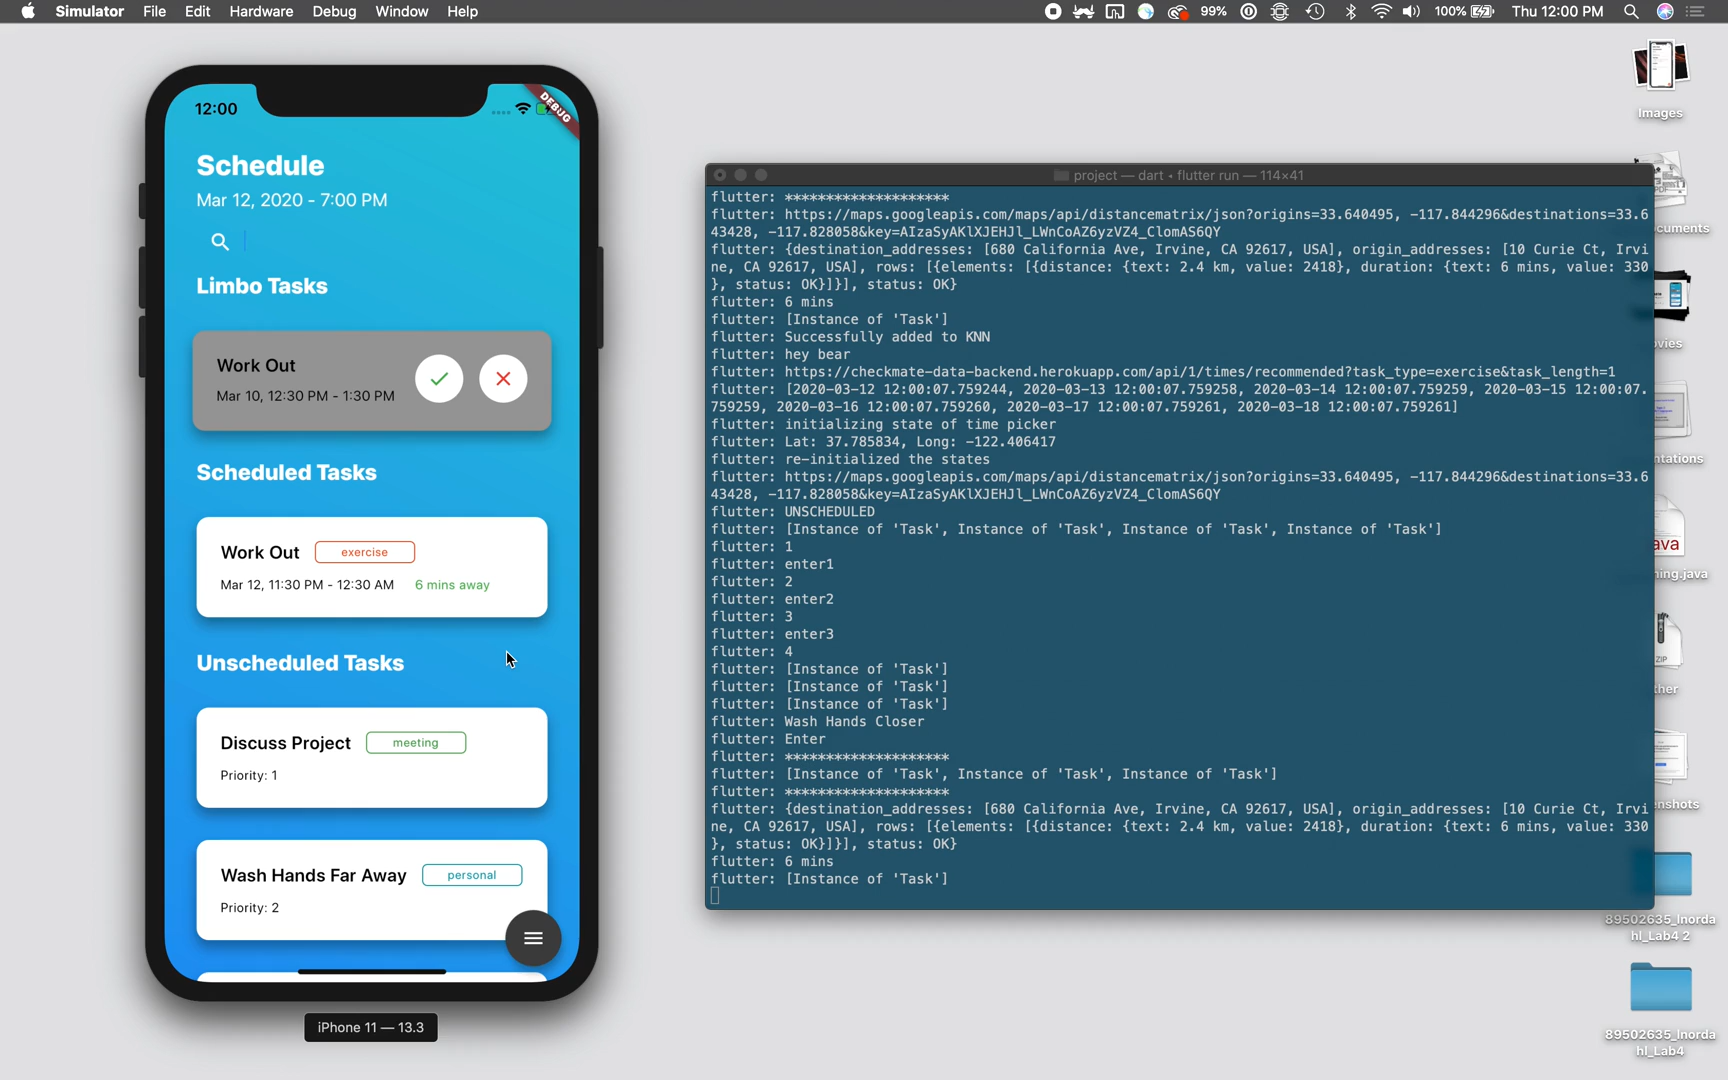 Simulator File Edit Hardware Debug Window Help
99% 100% Thu 12:00 PM
12:00
DEBUG
Schedule
Mar 12, 2020 - 7:00 PM
Limbo Tasks
Work Out
Mar 10, 12:30 PM - 1:30 PM
Scheduled Tasks
Work Out exercise
Mar 12, 11:30 PM - 12:30 AM 6 mins away
Unscheduled Tasks
Discuss Project meeting
Priority: 1
Wash Hands Far Away personal
Priority: 2
iPhone 11 — 13.3
project — dart ◂ flutter run — 114×41
flutter: ********************
flutter: https://maps.googleapis.com/maps/api/distancematrix/json?origins=33.640495, -117.844296&destinations=33.6
43428, -117.828058&key=AIzaSyAKlXJEHJl_LWnCoAZ6yzVZ4_ClomAS6QY
flutter: {destination_addresses: [680 California Ave, Irvine, CA 92617, USA], origin_addresses: [10 Curie Ct, Irvi
ne, CA 92617, USA], rows: [{elements: [{distance: {text: 2.4 km, value: 2418}, duration: {text: 6 mins, value: 330
}, status: OK}]}], status: OK}
flutter: 6 mins
flutter: [Instance of 'Task']
flutter: Successfully added to KNN
flutter: hey bear
flutter: https://checkmate-data-backend.herokuapp.com/api/1/times/recommended?task_type=exercise&task_length=1
flutter: [2020-03-12 12:00:07.759244, 2020-03-13 12:00:07.759258, 2020-03-14 12:00:07.759259, 2020-03-15 12:00:07.
759259, 2020-03-16 12:00:07.759260, 2020-03-17 12:00:07.759261, 2020-03-18 12:00:07.759261]
flutter: initializing state of time picker
flutter: Lat: 37.785834, Long: -122.406417
flutter: re-initialized the states
flutter: https://maps.googleapis.com/maps/api/distancematrix/json?origins=33.640495, -117.844296&destinations=33.6
43428, -117.828058&key=AIzaSyAKlXJEHJl_LWnCoAZ6yzVZ4_ClomAS6QY
flutter: UNSCHEDULED
flutter: [Instance of 'Task', Instance of 'Task', Instance of 'Task', Instance of 'Task']
flutter: 1
flutter: enter1
flutter: 2
flutter: enter2
flutter: 3
flutter: enter3
flutter: 4
flutter: [Instance of 'Task']
flutter: [Instance of 'Task']
flutter: [Instance of 'Task']
flutter: Wash Hands Closer
flutter: Enter
flutter: ********************
flutter: [Instance of 'Task', Instance of 'Task', Instance of 'Task']
flutter: ********************
flutter: {destination_addresses: [680 California Ave, Irvine, CA 92617, USA], origin_addresses: [10 Curie Ct, Irvi
ne, CA 92617, USA], rows: [{elements: [{distance: {text: 2.4 km, value: 2418}, duration: {text: 6 mins, value: 330
}, status: OK}]}], status: OK}
flutter: 6 mins
flutter: [Instance of 'Task']
Images
PDF
cuments
ovies
ntations
ava
ning.java
ZIP
ther
enshots
89502635_lnorda
hl_Lab4 2
89502635_lnorda
hl_Lab4